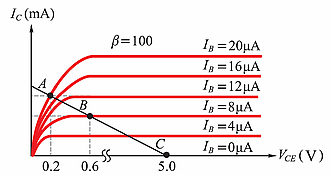 I_C (mA)
β=100
I_B = 20μA
I_B = 16μA
I_B = 12μA
I_B = 8μA
I_B = 4μA
I_B = 0μA
A
B
C
0.2
0.6
5.0
V_CE (V)